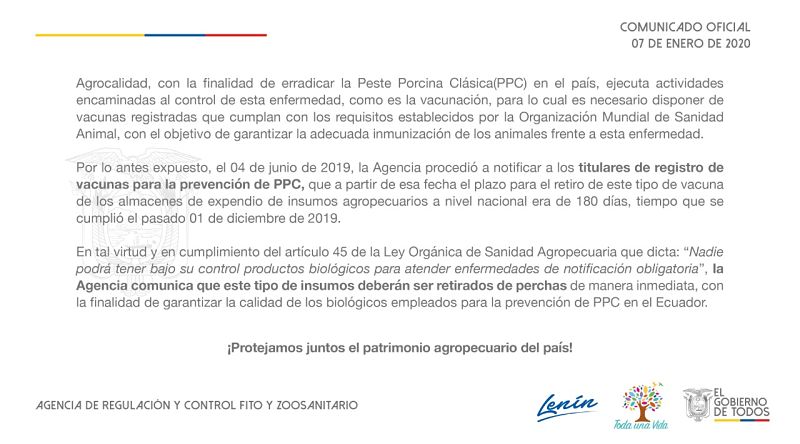 COMUNICADO OFICIAL
07 DE ENERO DE 2020
Agrocalidad, con la finalidad de erradicar la Peste Porcina Clásica(PPC) en el país, ejecuta actividades
encaminadas al control de esta enfermedad, como es la vacunación, para lo cual es necesario disponer de
vacunas registradas que cumplan con los requisitos establecidos por la Organización Mundial de Sanidad
Animal, con el objetivo de garantizar la adecuada inmunización de los animales frente a esta enfermedad.
Por lo antes expuesto, el 04 de junio de 2019, la Agencia procedió a notificar a los titulares de registro de
vacunas para la prevención de PPC, que a partir de esa fecha el plazo para el retiro de este tipo de vacuna
de los almacenes de expendio de insumos agropecuarios a nivel nacional era de 180 días, tiempo que se
cumplió el pasado 01 de diciembre de 2019.
En tal virtud y en cumplimiento del artículo 45 de la Ley Orgánica de Sanidad Agropecuaria que dicta: “Nadie
podrá tener bajo su control productos biológicos para atender enfermedades de notificación obligatoria”, la
Agencia comunica que este tipo de insumos deberán ser retirados de perchas de manera inmediata, con
la finalidad de garantizar la calidad de los biológicos empleados para la prevención de PPC en el Ecuador.
¡Protejamos juntos el patrimonio agropecuario del país!
AGENCIA DE REGULACIÓN Y CONTROL FITO Y ZOOSANITARIO
Lenín
Toda una Vida
EL
GOBIERNO
DE TODOS